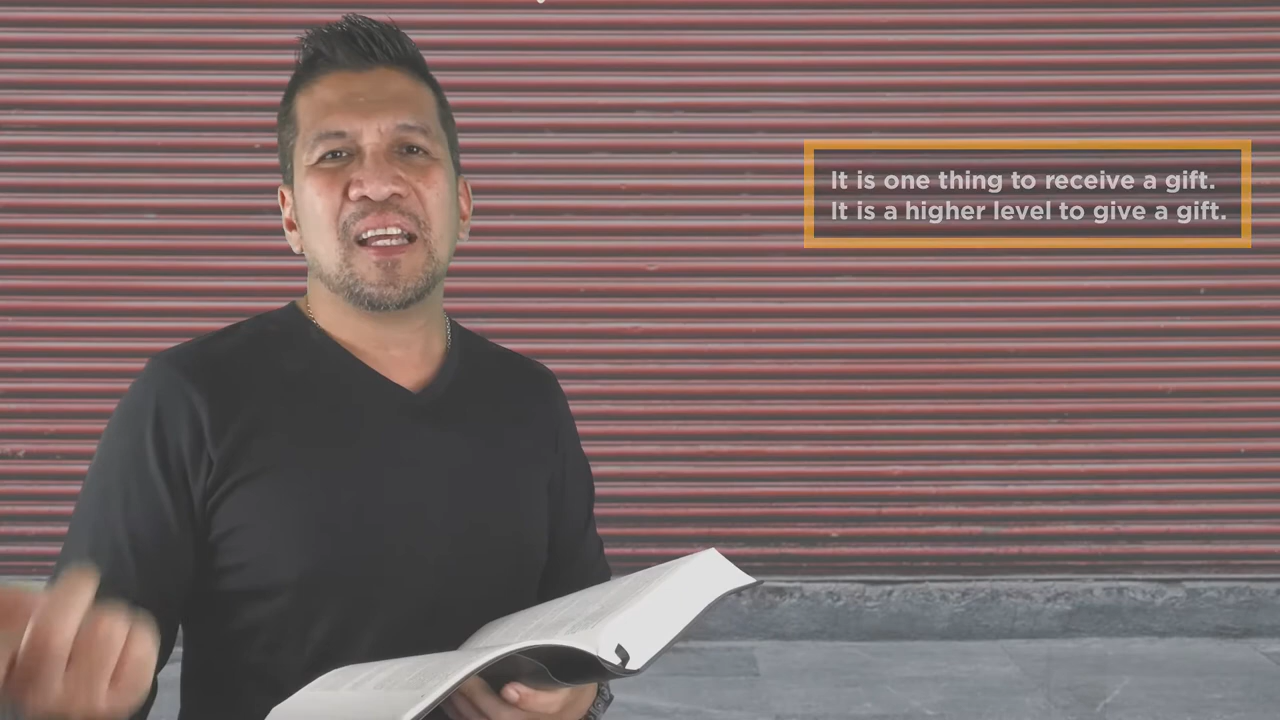 It is one thing to receive a gift.
It is a higher level to give a gift.